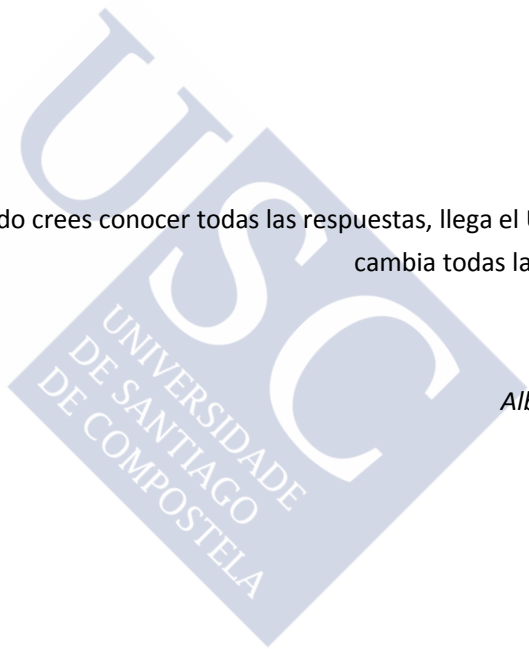 do crees conocer todas las respuestas, llega el
cambia todas la
Alb
USC
UNIVERSIDADE
DE SANTIAGO
DE COMPOSTELA